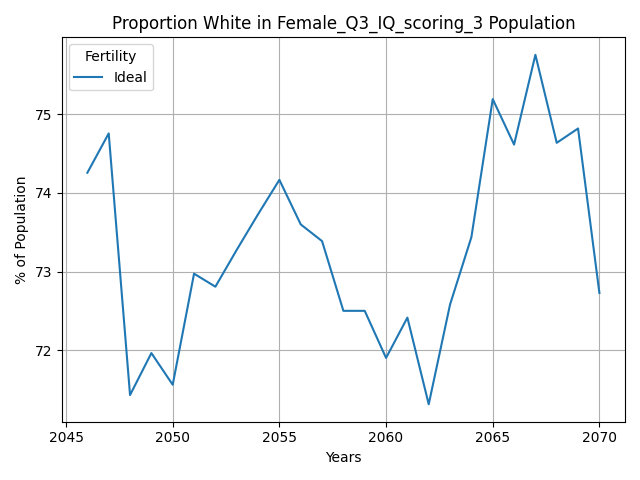 Proportion White in Female_Q3_IQ_scoring_3 Population
Fertility
Ideal
75
74
73
72
% of Population
2045
2050
2055
2060
2065
2070
Years